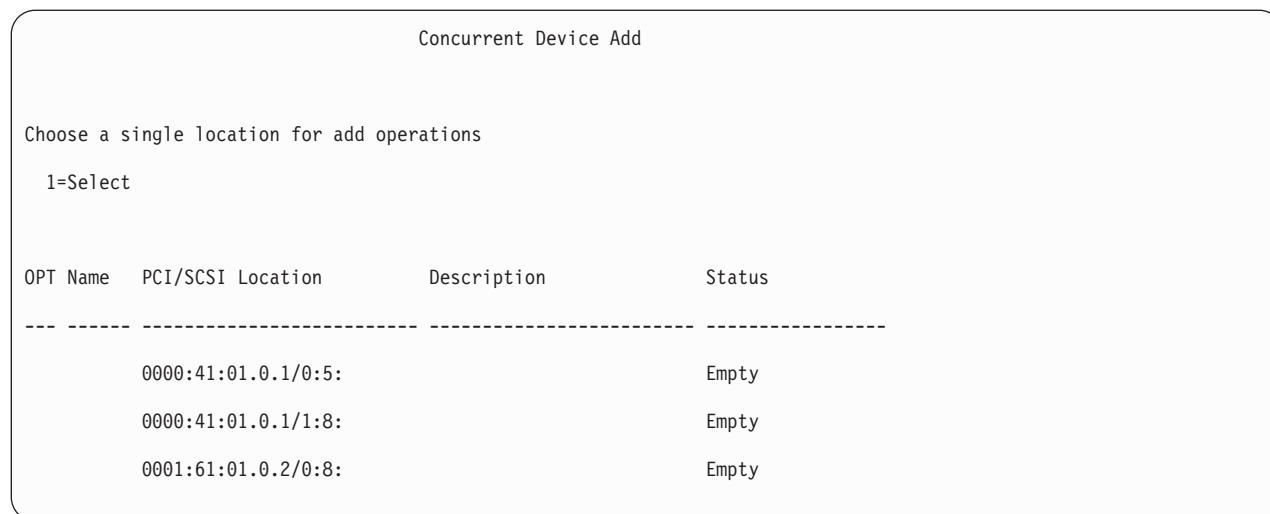 Concurrent Device Add
Choose a single location for add operations
1=Select
OPT Name PCI/SCSI Location Description Status
--- ------ -------------------------- ------------------------- -----------------
0000:41:01.0.1/0:5: Empty
0000:41:01.0.1/1:8: Empty
0001:61:01.0.2/0:8: Empty